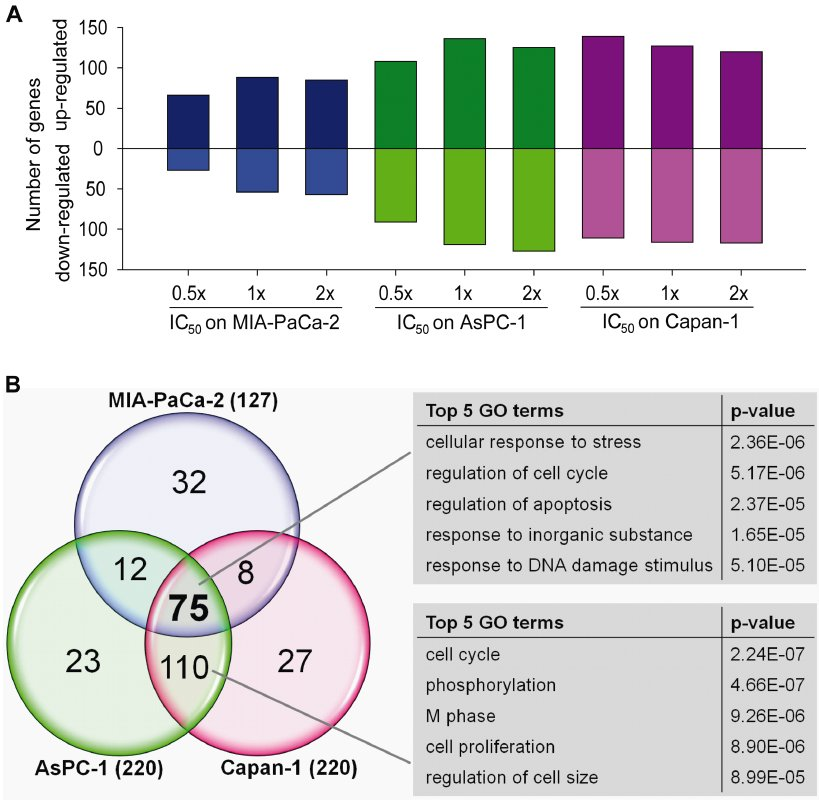 A
Number of genes
down-regulated up-regulated
150
100
50
0
50
100
150
0.5x 1x 2x 0.5x 1x 2x 0.5x 1x 2x
IC50 on MIA-PaCa-2 IC50 on AsPC-1 IC50 on Capan-1
B
MIA-PaCa-2 (127)
32
12 8
75
23 110 27
AsPC-1 (220) Capan-1 (220)
Top 5 GO terms p-value
cellular response to stress 2.36E-06
regulation of cell cycle 5.17E-06
regulation of apoptosis 2.37E-05
response to inorganic substance 1.65E-05
response to DNA damage stimulus 5.10E-05
Top 5 GO terms p-value
cell cycle 2.24E-07
phosphorylation 4.66E-07
M phase 9.26E-06
cell proliferation 8.90E-06
regulation of cell size 8.99E-05